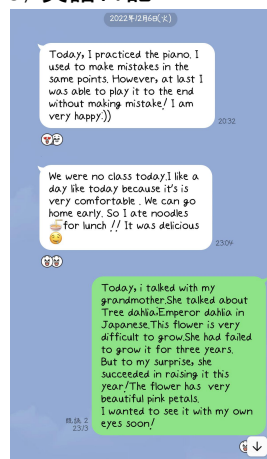 2022年12月6日(火)
Today, I practiced the piano. I
used to make mistakes in the
same points. However, at last I
was able to play it to the end
without making mistake! I am
very happy:))
20:32
We were no class today.I like a
day like today because it's is
very comfortable . We can go
home early. So I ate noodles
🍜for lunch !! It was delicious
😊
23:04
Today, i talked with my
grandmother.She talked about
Tree dahlia:Emperor dahlia in
Japanese.This flower is very
difficult to grow.She had failed
to grow it for three years.
But to my surprise, she
succeeded in raising it this
year!The flower has very
beautiful pink petals.
I wanted to see it with my own
eyes soon!
既読 2